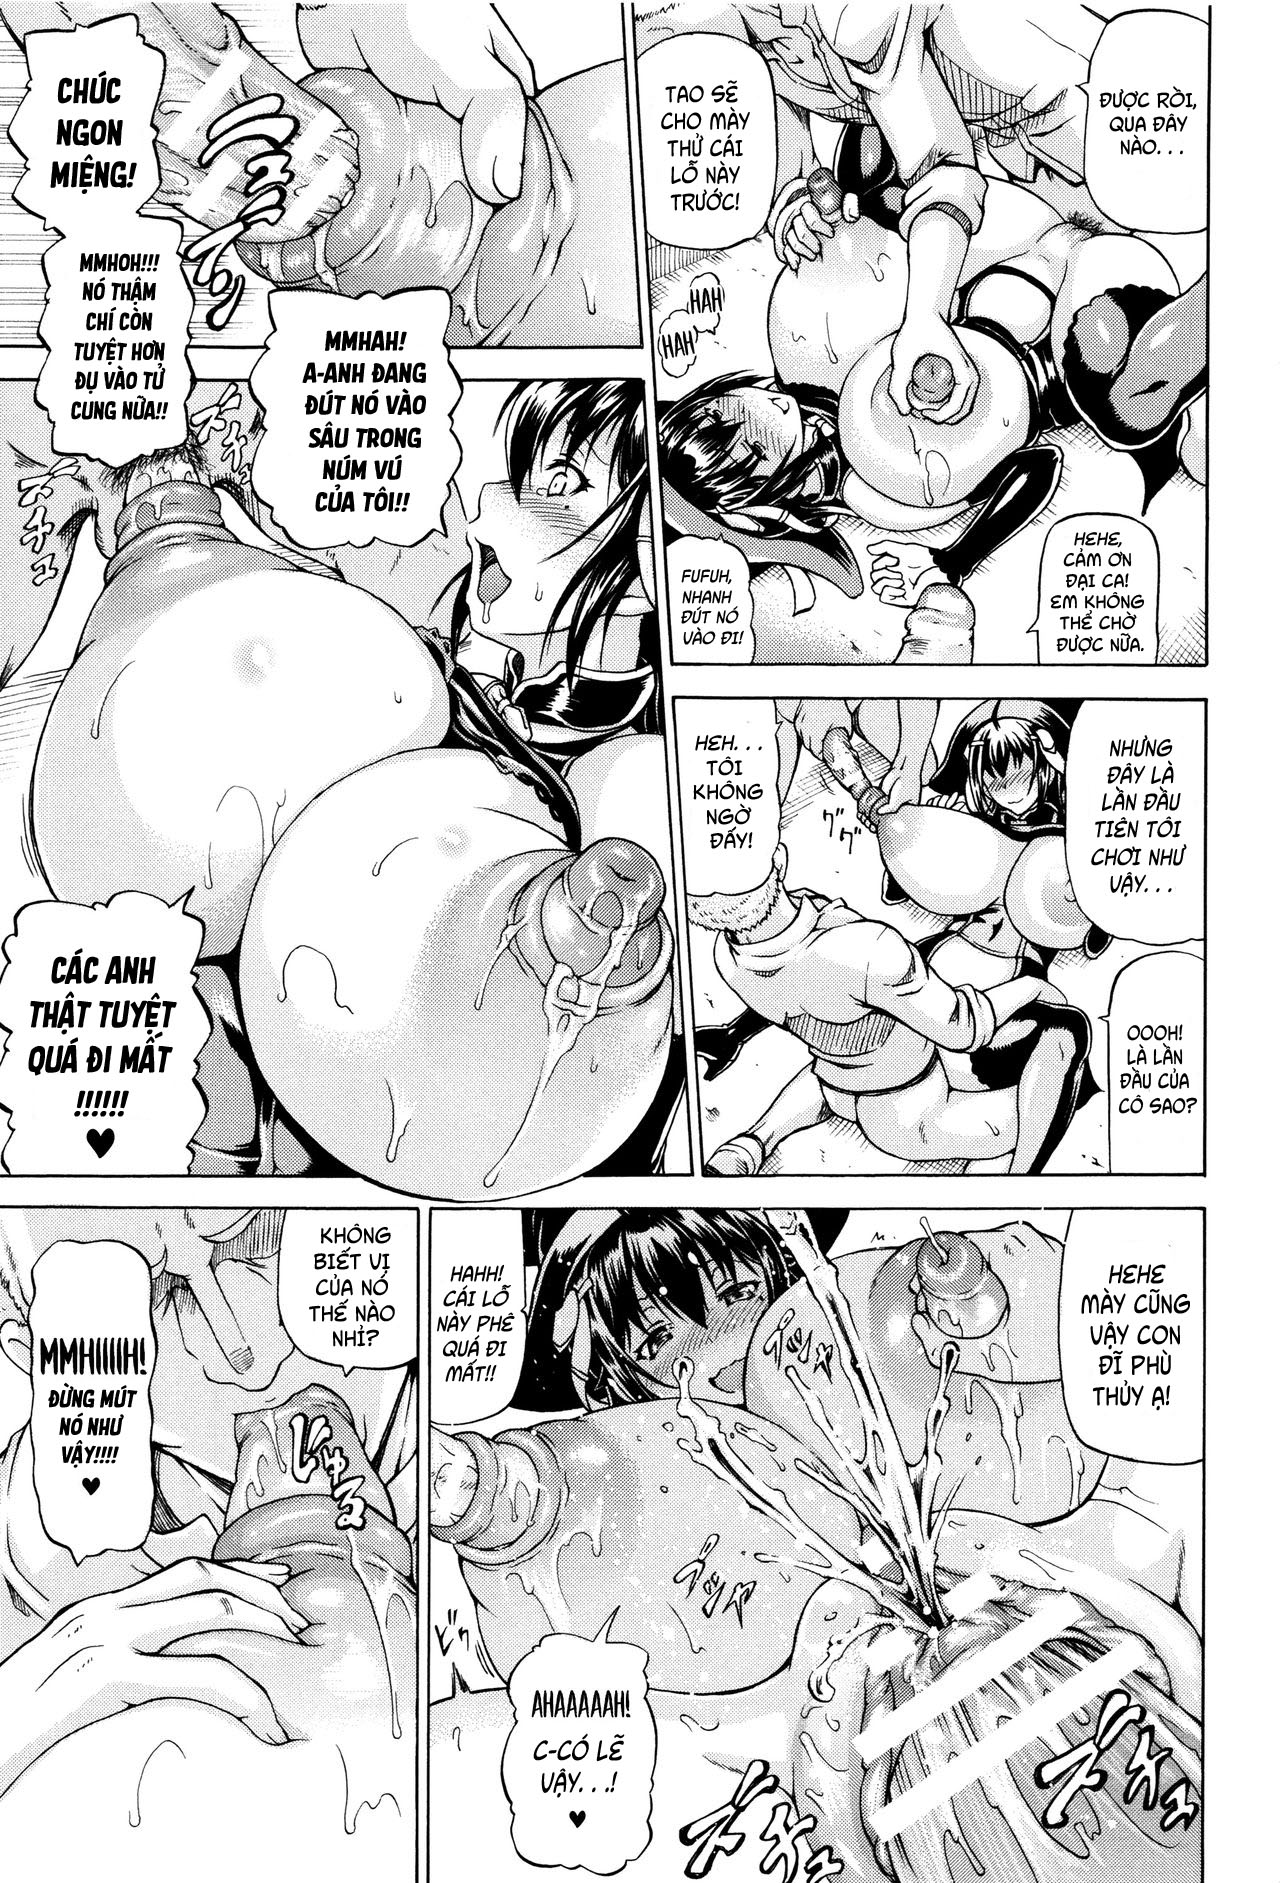 ĐƯỢC RỒI,
QUA ĐÂY
NÀO. . .
TAO SẼ
CHO MÀY
THỬ CÁI
LỖ NÀY
TRƯỚC!
HAH
HAH
HEHE,
CẢM ƠN
ĐẠI CA!
EM KHÔNG
THỂ CHỜ
ĐƯỢC NỮA.
FUFUH,
NHANH
ĐÚT NÓ
VÀO ĐI!
NHƯNG
ĐÂY LÀ
LẦN ĐẦU
TIÊN TÔI
CHƠI NHƯ
VẬY. . .
HEH. . .
TÔI
KHÔNG
NGỜ
ĐẤY!
OOOH!
LÀ LẦN
ĐẦU CỦA
CÔ SAO?
CHÚC
NGON
MIỆNG!
MMHOH!!!
NÓ THẬM
CHÍ CÒN
TUYỆT HƠN
ĐỤ VÀO TỬ
CUNG NỮA!!
MMHAH!
A-ANH ĐANG
ĐÚT NÓ VÀO
SÂU TRONG
NÚM VÚ
CỦA TÔI!!
CÁC ANH
THẬT TUYỆT
QUÁ ĐI MẤT
!!!!!!
♥
HEHE
MÀY CŨNG
VẬY CON
ĐĨ PHÙ
THỦY Ạ!
HAHH!
CÁI LỖ
NÀY PHÊ
QUÁ ĐI
MẤT!!
AHAAAAAH!
C-CÓ LẼ
VẬY. . .!
♥
KHÔNG
BIẾT VỊ
CỦA NÓ
THẾ NÀO
NHỈ?
じゅるる
MMHIIIIIH!
ĐỪNG MÚT
NÓ NHƯ
VẬY!!!!
♥